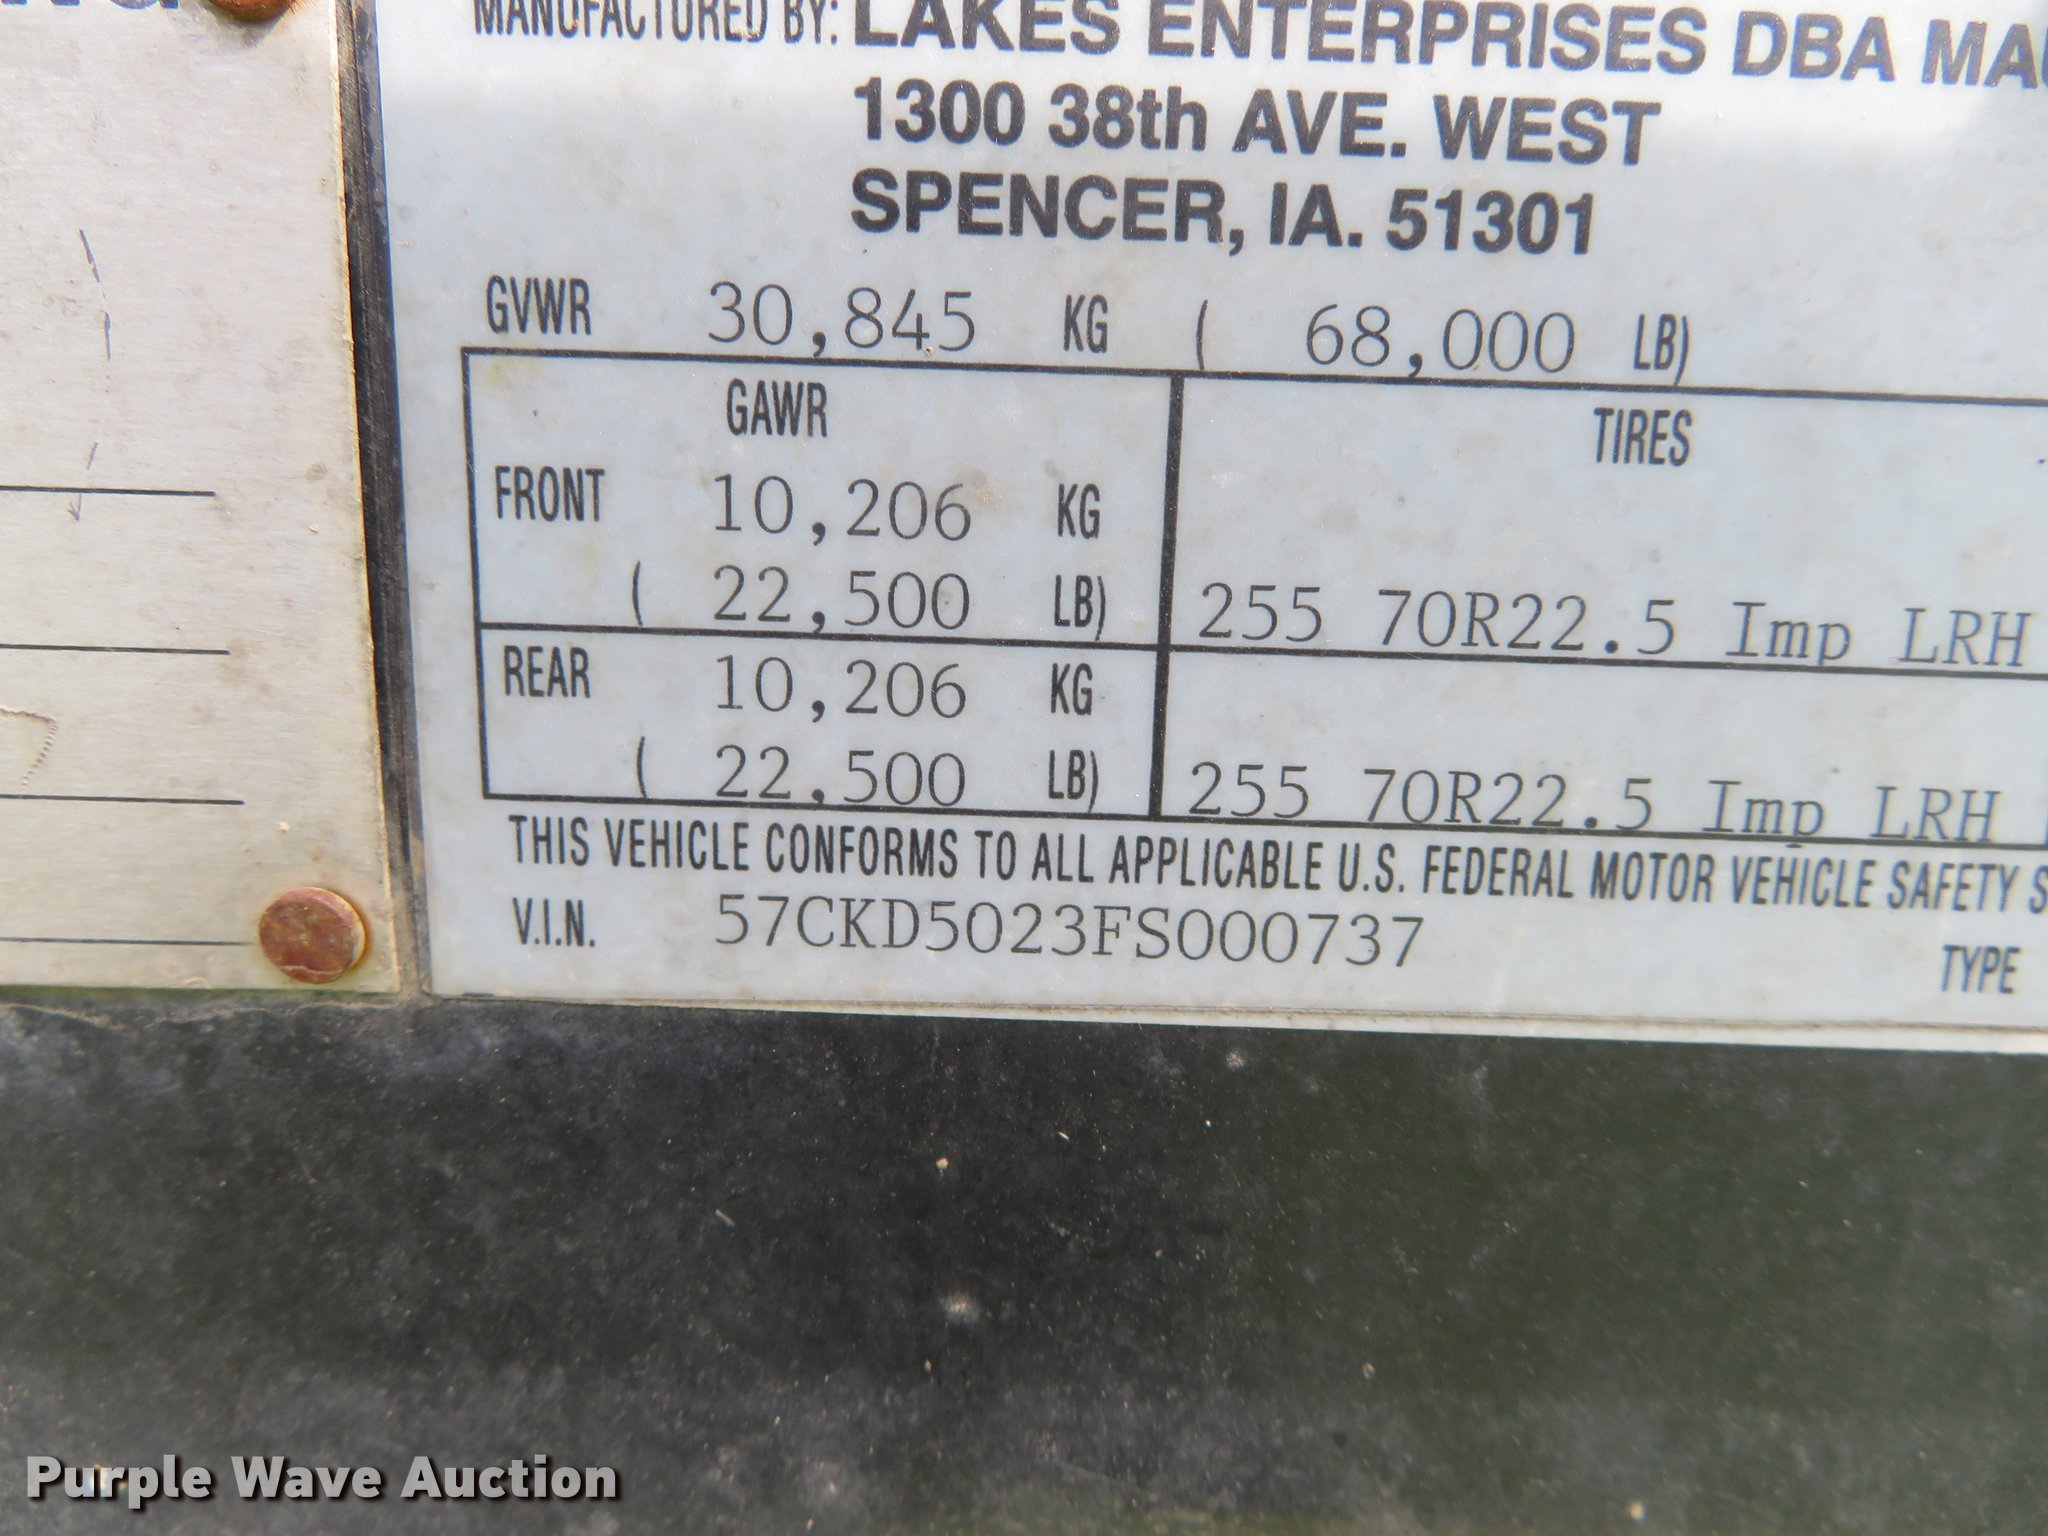 MANUFACTURED BY: LAKES ENTERPRISES DBA
1300 38th AVE. WEST
SPENCER, IA. 51301
GVWR 30,845 KG ( 68,000 LB)
GAWR TIRES
FRONT 10,206 KG
( 22,500 LB) 255 70R22.5 Imp LRH
REAR 10,206 KG
( 22,500 LB) 255 70R22.5 Imp LRH
THIS VEHICLE CONFORMS TO ALL APPLICABLE U.S. FEDERAL MOTOR VEHICLE SAFETY
V.I.N. 57CKD5023FS000737
TYPE
Purple Wave Auction